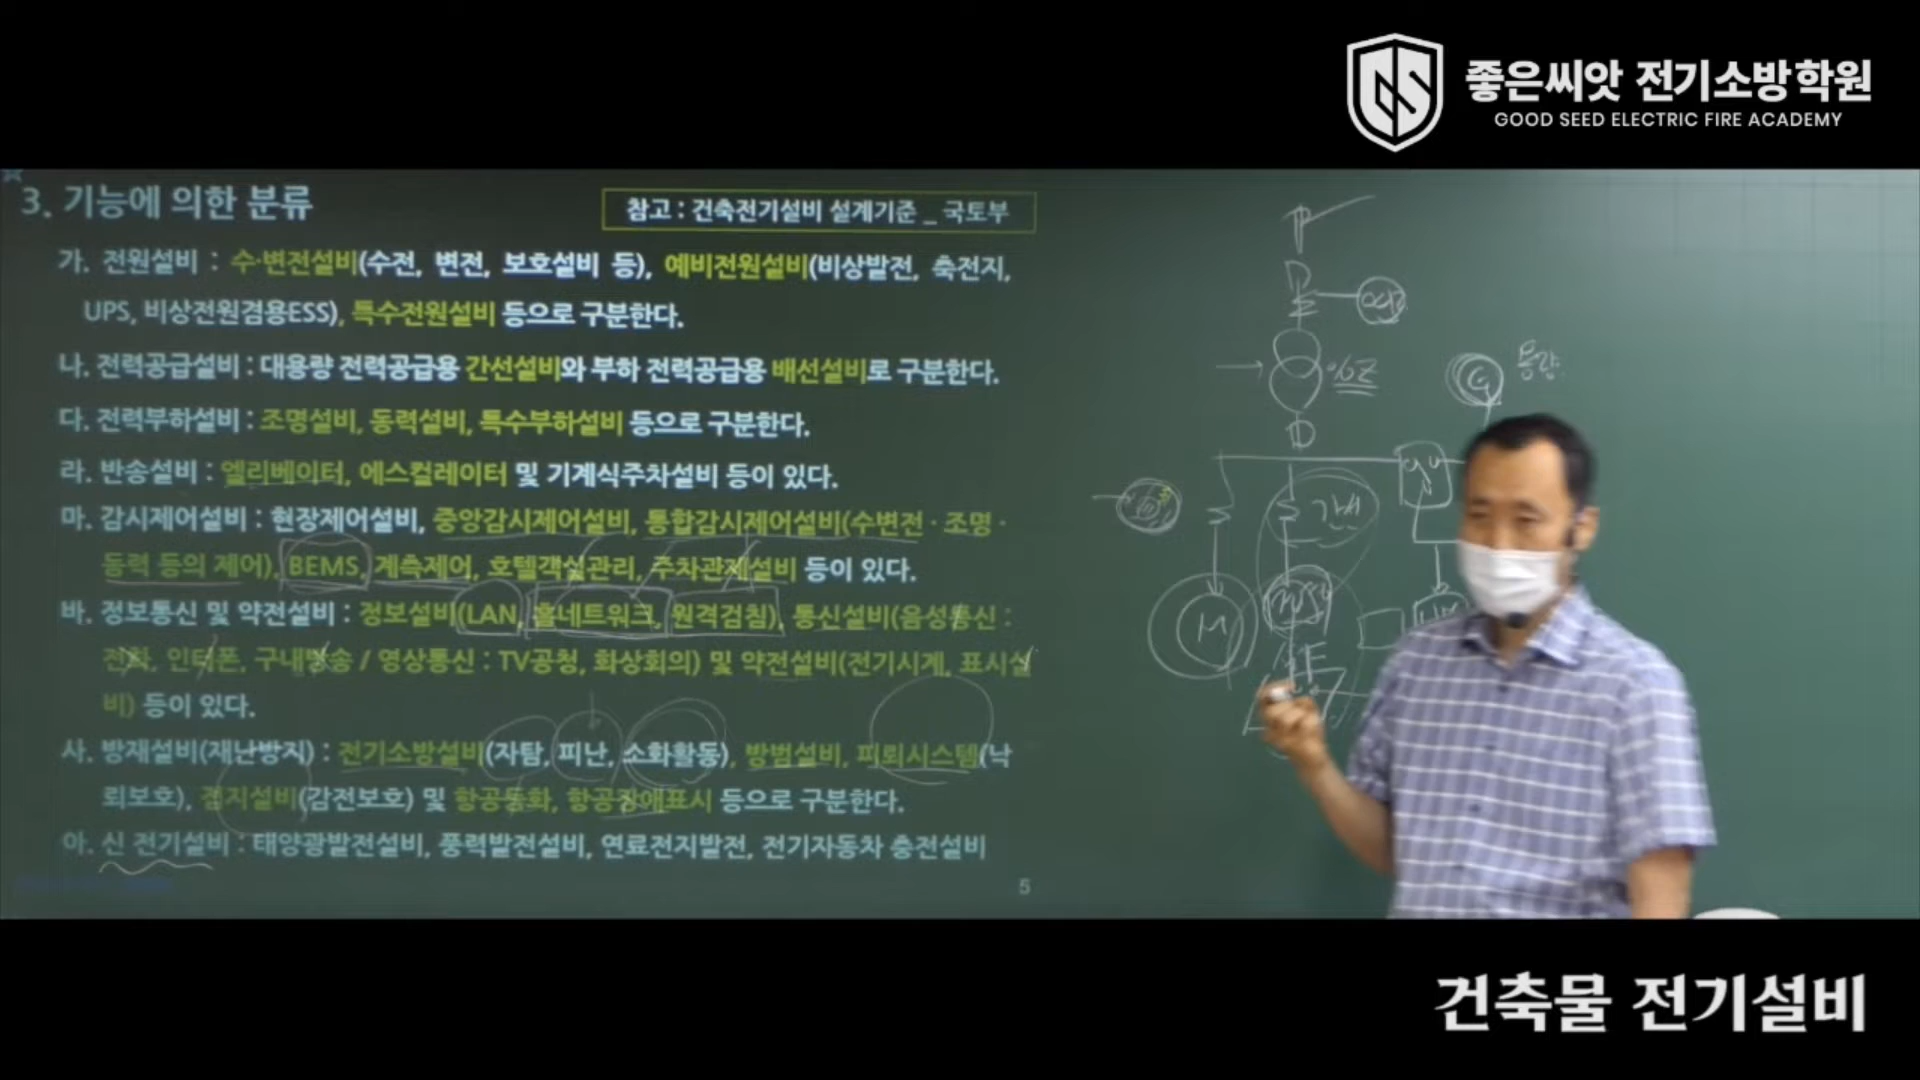 좋은씨앗 전기소방학원
GOOD SEED ELECTRIC FIRE ACADEMY
3. 기능에 의한 분류
참고 : 건축전기설비 설계기준 _ 국토부
가. 전원설비 : 수·변전설비(수전, 변전, 보호설비 등), 예비전원설비(비상발전, 축전지,
UPS, 비상전원겸용ESS), 특수전원설비 등으로 구분한다.
나. 전력공급설비 : 대용량 전력공급용 간선설비와 부하 전력공급용 배선설비로 구분한다.
다. 전력부하설비 : 조명설비, 동력설비, 특수부하설비 등으로 구분한다.
라. 반송설비 : 엘리베이터, 에스컬레이터 및 기계식주차설비 등이 있다.
마. 감시제어설비 : 현장제어설비, 중앙감시제어설비, 통합감시제어설비(수변전 · 조명 ·
동력 등의 제어), BEMS, 계측제어, 호텔객실관리, 주차관제설비 등이 있다.
바. 정보통신 및 약전설비 : 정보설비(LAN, 홈네트워크, 원격검침), 통신설비(음성통신 :
전화, 인터폰, 구내방송 / 영상통신 : TV공청, 화상회의) 및 약전설비(전기시계, 표시설
비) 등이 있다.
사. 방재설비(재난방지) : 전기소방설비(자탐, 피난, 소화활동), 방범설비, 피뢰시스템(낙
뢰보호), 접지설비(감전보호) 및 항공등화, 항공장애표시 등으로 구분한다.
아. 신 전기설비 : 태양광발전설비, 풍력발전설비, 연료전지발전, 전기자동차 충전설비
5
%Z
G
용량
간선
M
건축물 전기설비